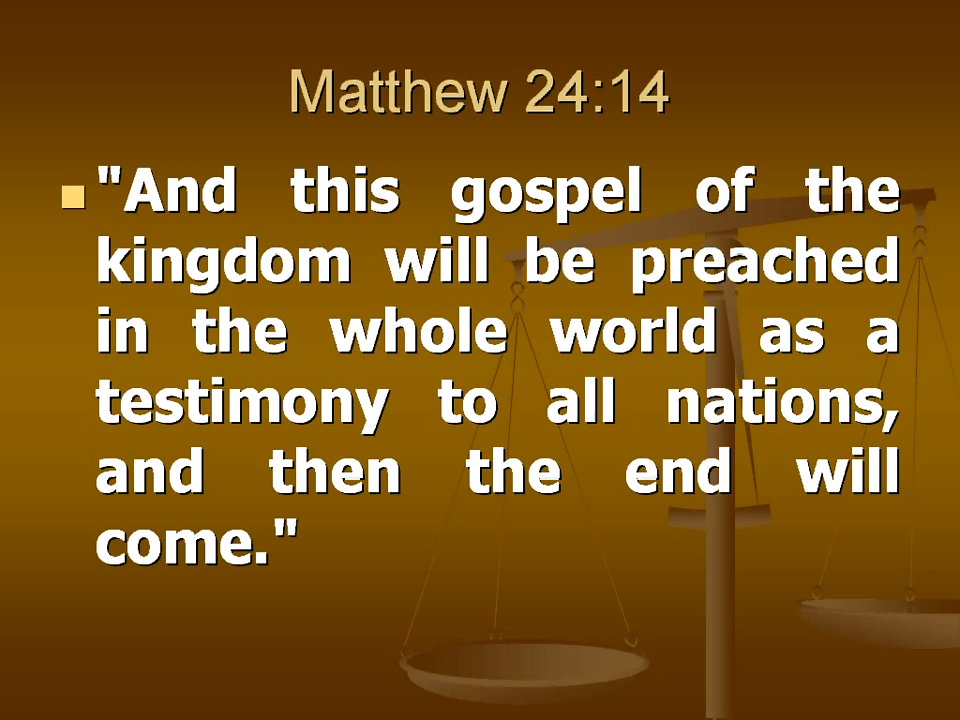 Matthew 24:14
"And this gospel of the
kingdom will be preached
in the whole world as a
testimony to all nations,
and then the end will
come."